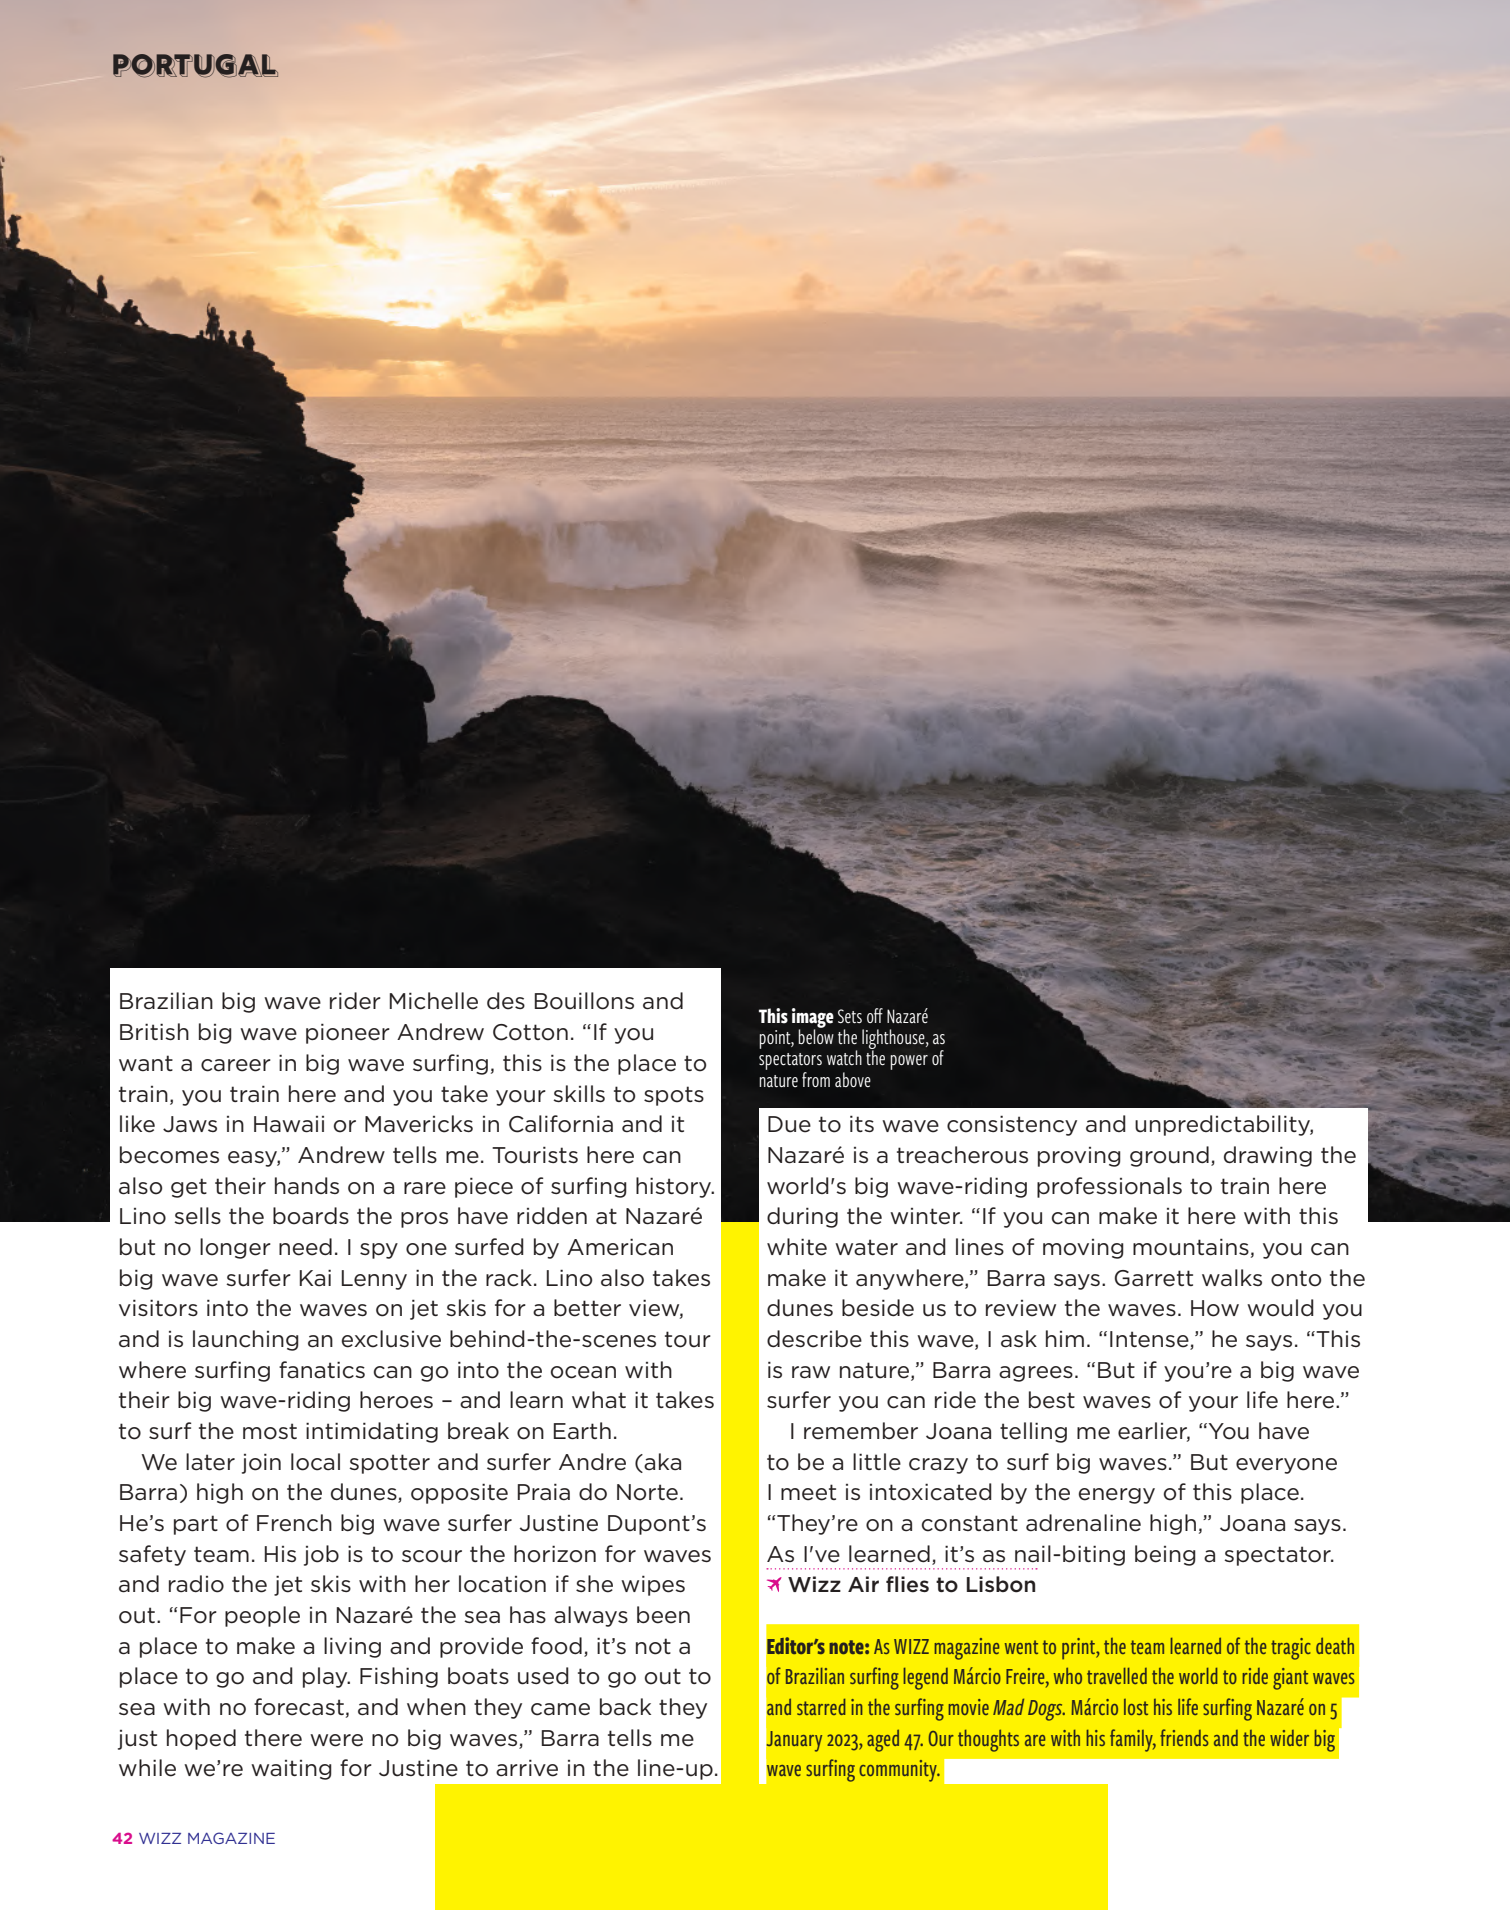 PORTUGAL
Brazilian big wave rider Michelle des Bouillons and
British big wave pioneer Andrew Cotton. “If you
want a career in big wave surfing, this is the place to
train, you train here and you take your skills to spots
like Jaws in Hawaii or Mavericks in California and it
becomes easy,” Andrew tells me. Tourists here can
also get their hands on a rare piece of surfing history.
Lino sells the boards the pros have ridden at Nazaré
but no longer need. I spy one surfed by American
big wave surfer Kai Lenny in the rack. Lino also takes
visitors into the waves on jet skis for a better view,
and is launching an exclusive behind-the-scenes tour
where surfing fanatics can go into the ocean with
their big wave-riding heroes – and learn what it takes
to surf the most intimidating break on Earth.
We later join local spotter and surfer Andre (aka
Barra) high on the dunes, opposite Praia do Norte.
He’s part of French big wave surfer Justine Dupont’s
safety team. His job is to scour the horizon for waves
and radio the jet skis with her location if she wipes
out. “For people in Nazaré the sea has always been
a place to make a living and provide food, it’s not a
place to go and play. Fishing boats used to go out to
sea with no forecast, and when they came back they
just hoped there were no big waves,” Barra tells me
while we’re waiting for Justine to arrive in the line-up.
This image Sets off Nazaré
point, below the lighthouse, as
spectators watch the power of
nature from above
Due to its wave consistency and unpredictability,
Nazaré is a treacherous proving ground, drawing the
world's big wave-riding professionals to train here
during the winter. “If you can make it here with this
white water and lines of moving mountains, you can
make it anywhere,” Barra says. Garrett walks onto the
dunes beside us to review the waves. How would you
describe this wave, I ask him. “Intense,” he says. “This
is raw nature,” Barra agrees. “But if you’re a big wave
surfer you can ride the best waves of your life here.”
I remember Joana telling me earlier, “You have
to be a little crazy to surf big waves.” But everyone
I meet is intoxicated by the energy of this place.
“They’re on a constant adrenaline high,” Joana says.
As I've learned, it’s as nail-biting being a spectator.
Wizz Air flies to Lisbon
Editor’s note: As WIZZ magazine went to print, the team learned of the tragic death
of Brazilian surfing legend Márcio Freire, who travelled the world to ride giant waves
and starred in the surfing movie Mad Dogs. Márcio lost his life surfing Nazaré on 5
January 2023, aged 47. Our thoughts are with his family, friends and the wider big
wave surfing community.
42 WIZZ MAGAZINE